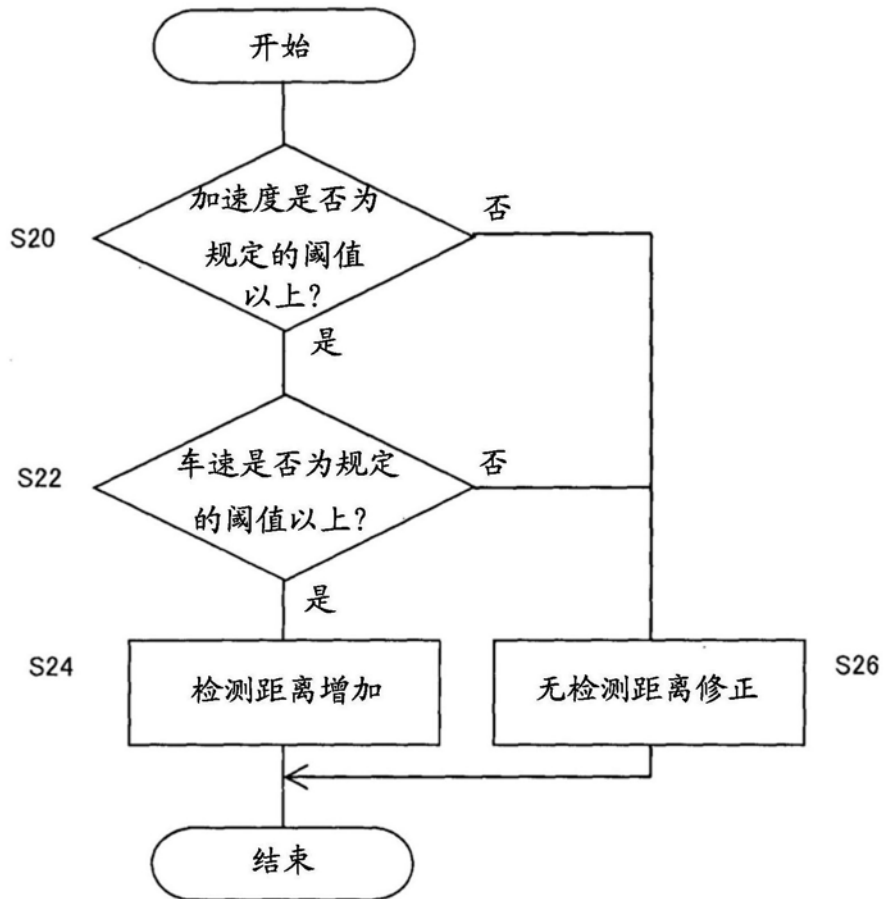 开始
S20
加速度是否为
规定的阈值
以上?
否
是
S22
车速是否为规定
的阈值以上?
否
是
S24
检测距离增加
无检测距离修正
S26
结束